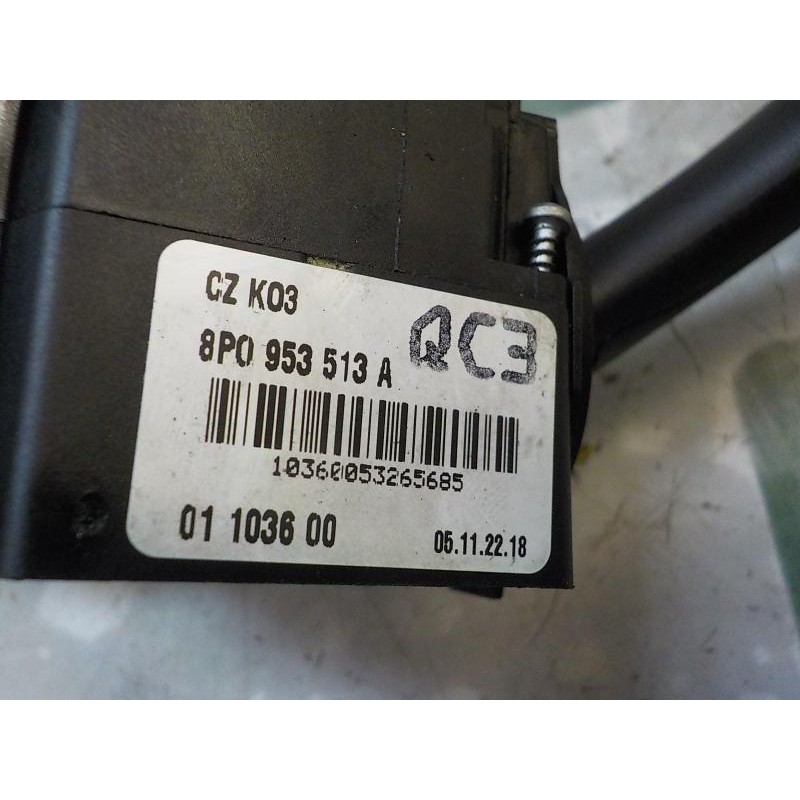 CZ K03
8P0 953 513 A
QC3
10360053265685
01 1036 00
05.11.22.18